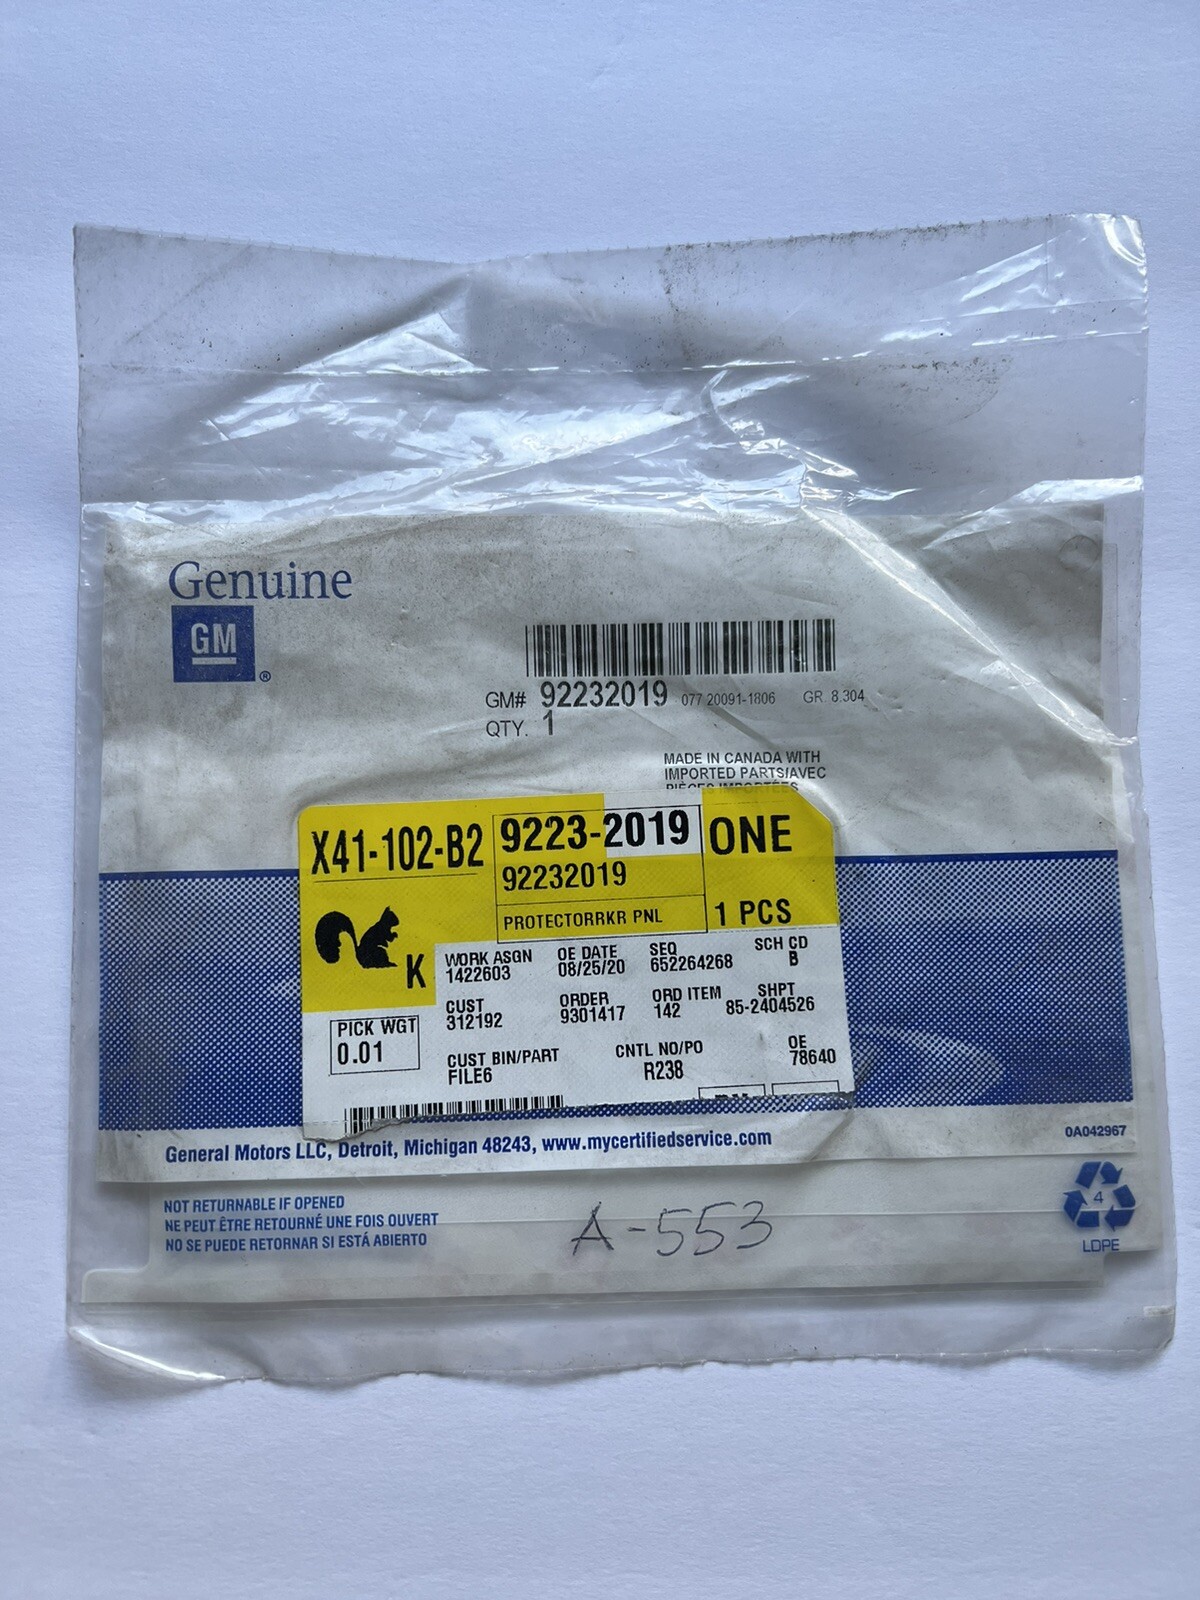 Genuine
GM
®
GM# 92232019 077 20091-1806 GR. 8.304
QTY. 1
MADE IN CANADA WITH
IMPORTED PARTS/AVEC
PIÈCES IMPORTÉES
X41-102-B2
9223-2019
92232019
PROTECTORRKR PNL
ONE
1 PCS
K
PICK WGT
0.01
WORK ASGN OE DATE SEQ SCH CD
1422603 08/25/20 652264268 B
CUST ORDER ORD ITEM SHPT
312192 9301417 142 85-2404526
CUST BIN/PART CNTL NO/PO OE
FILE6 R238 78640
General Motors LLC, Detroit, Michigan 48243, www.mycertifiedservice.com
0A042967
NOT RETURNABLE IF OPENED
NE PEUT ÊTRE RETOURNÉ UNE FOIS OUVERT
NO SE PUEDE RETORNAR SI ESTÁ ABIERTO
A-553
4
LDPE